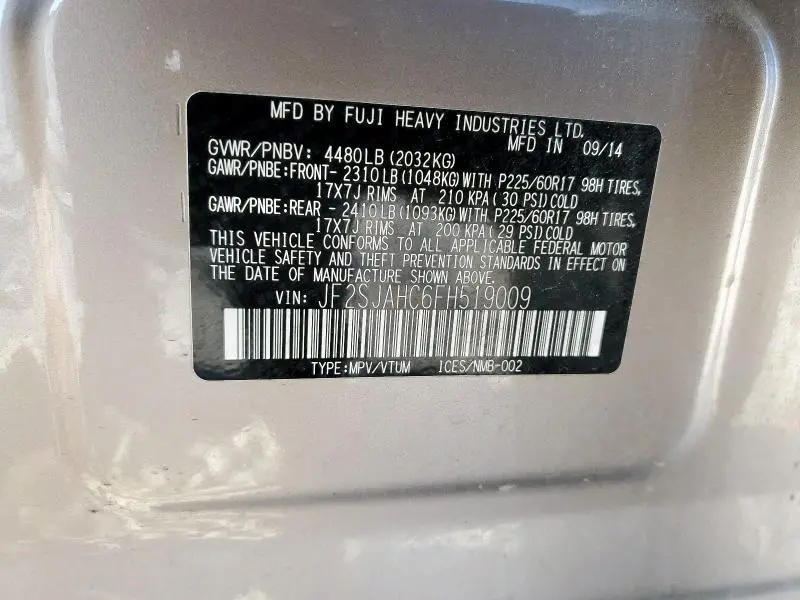 MFD BY FUJI HEAVY INDUSTRIES LTD.
MFD IN 09/14
GVWR/PNBV: 4480LB (2032KG)
GAWR/PNBE:FRONT- 2310LB (1048KG) WITH P225/60R17 98H TIRES,
17X7J RIMS AT 210 KPA ( 30 PSI) COLD
GAWR/PNBE:REAR - 2410LB (1093KG) WITH P225/60R17 98H TIRES,
17X7J RIMS AT 200 KPA ( 29 PSI) COLD
THIS VEHICLE CONFORMS TO ALL APPLICABLE FEDERAL MOTOR
VEHICLE SAFETY AND THEFT PREVENTION STANDARDS IN EFFECT ON
THE DATE OF MANUFACTURE SHOWN ABOVE.
VIN: JF2SJAHC6FH519009
TYPE:MPV/VTUM ICES/NMB-002